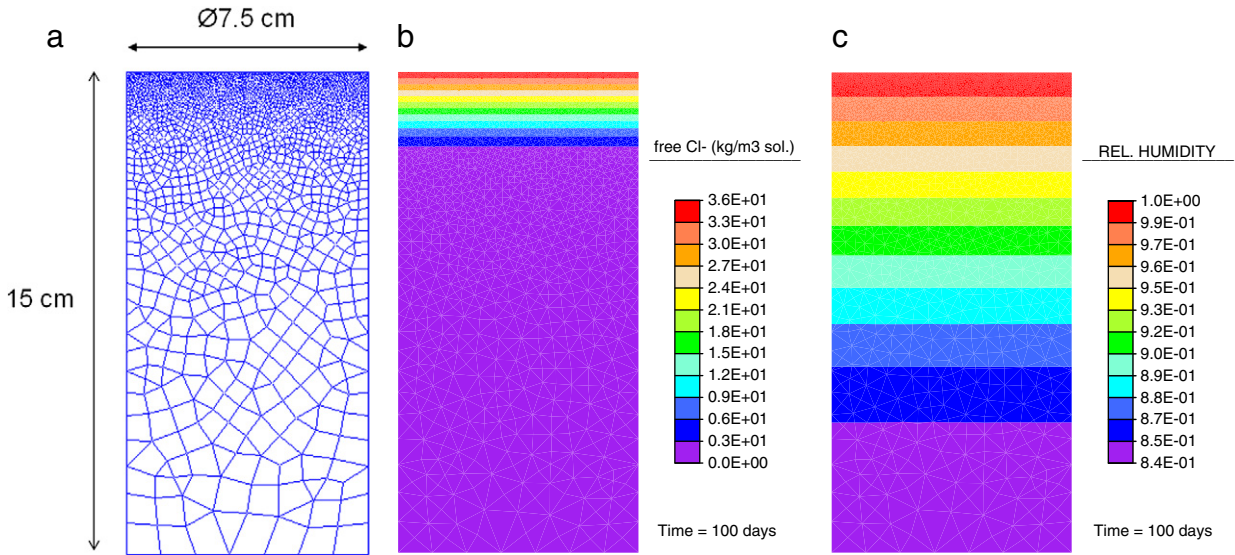 a
Ø7.5 cm
15 cm
b
free Cl- (kg/m3 sol.)
3.6E+01
3.3E+01
3.0E+01
2.7E+01
2.4E+01
2.1E+01
1.8E+01
1.5E+01
1.2E+01
0.9E+01
0.6E+01
0.3E+01
0.0E+00
Time = 100 days
c
REL. HUMIDITY
1.0E+00
9.9E-01
9.7E-01
9.6E-01
9.5E-01
9.3E-01
9.2E-01
9.0E-01
8.9E-01
8.8E-01
8.7E-01
8.5E-01
8.4E-01
Time = 100 days